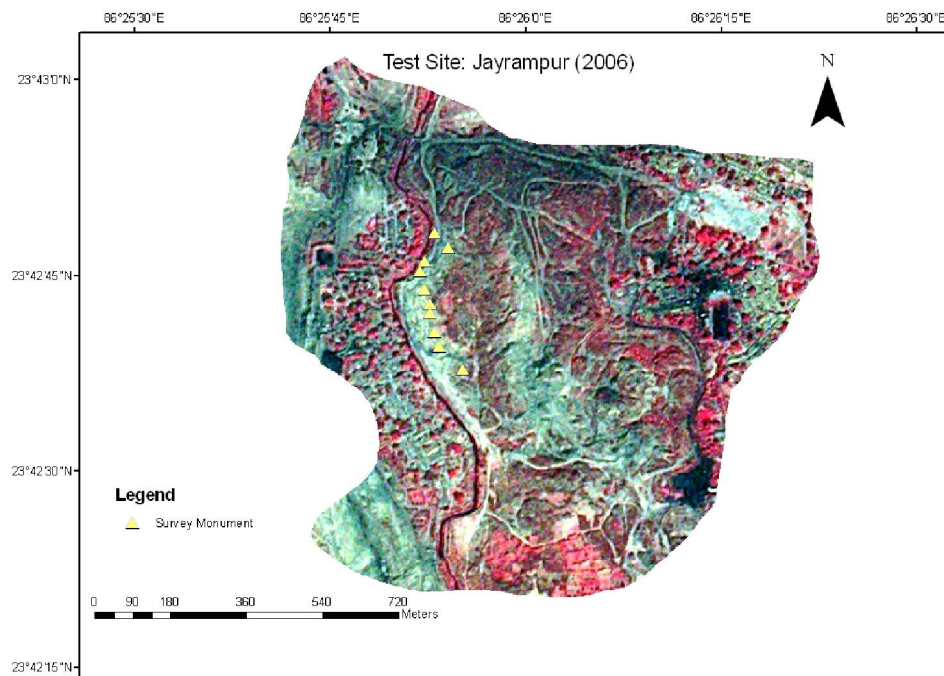 86°25'30"E 86°25'45"E 86°26'0"E 86°26'15"E 86°26'30"E
Test Site: Jayrampur (2006)
N
23°43'0"N
23°42'45"N
23°42'30"N
Legend
Survey Monument
0 90 180 360 540 720
Meters
23°42'15"N